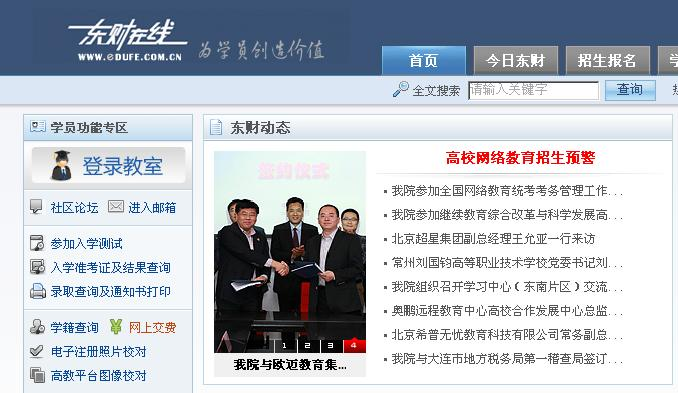 东财在线
为学员创造价值
WWW.eDUFE.COM.CN
首页
今日东财
招生报名
学
全文搜索
请输入关键字
查询
学员功能专区
登录教室
社区论坛
进入邮箱
参加入学测试
入学准考证及结果查询
录取查询及通知书打印
学籍查询
网上交费
电子注册照片校对
高教平台图像校对
东财动态
签约仪式
1 2 3 4
我院与欧迈教育集...
高校网络教育招生预警
我院参加全国网络教育统考考务管理工作...
我院参加继续教育综合改革与科学发展高...
北京超星集团副总经理王允亚一行来访
常州刘国钧高等职业技术学校党委书记刘...
我院组织召开学习中心（东南片区）交流...
奥鹏远程教育中心高校合作发展中心总监...
北京希普无忧教育科技有限公司常务副总...
我院与大连市地方税务局第一稽查局签订...